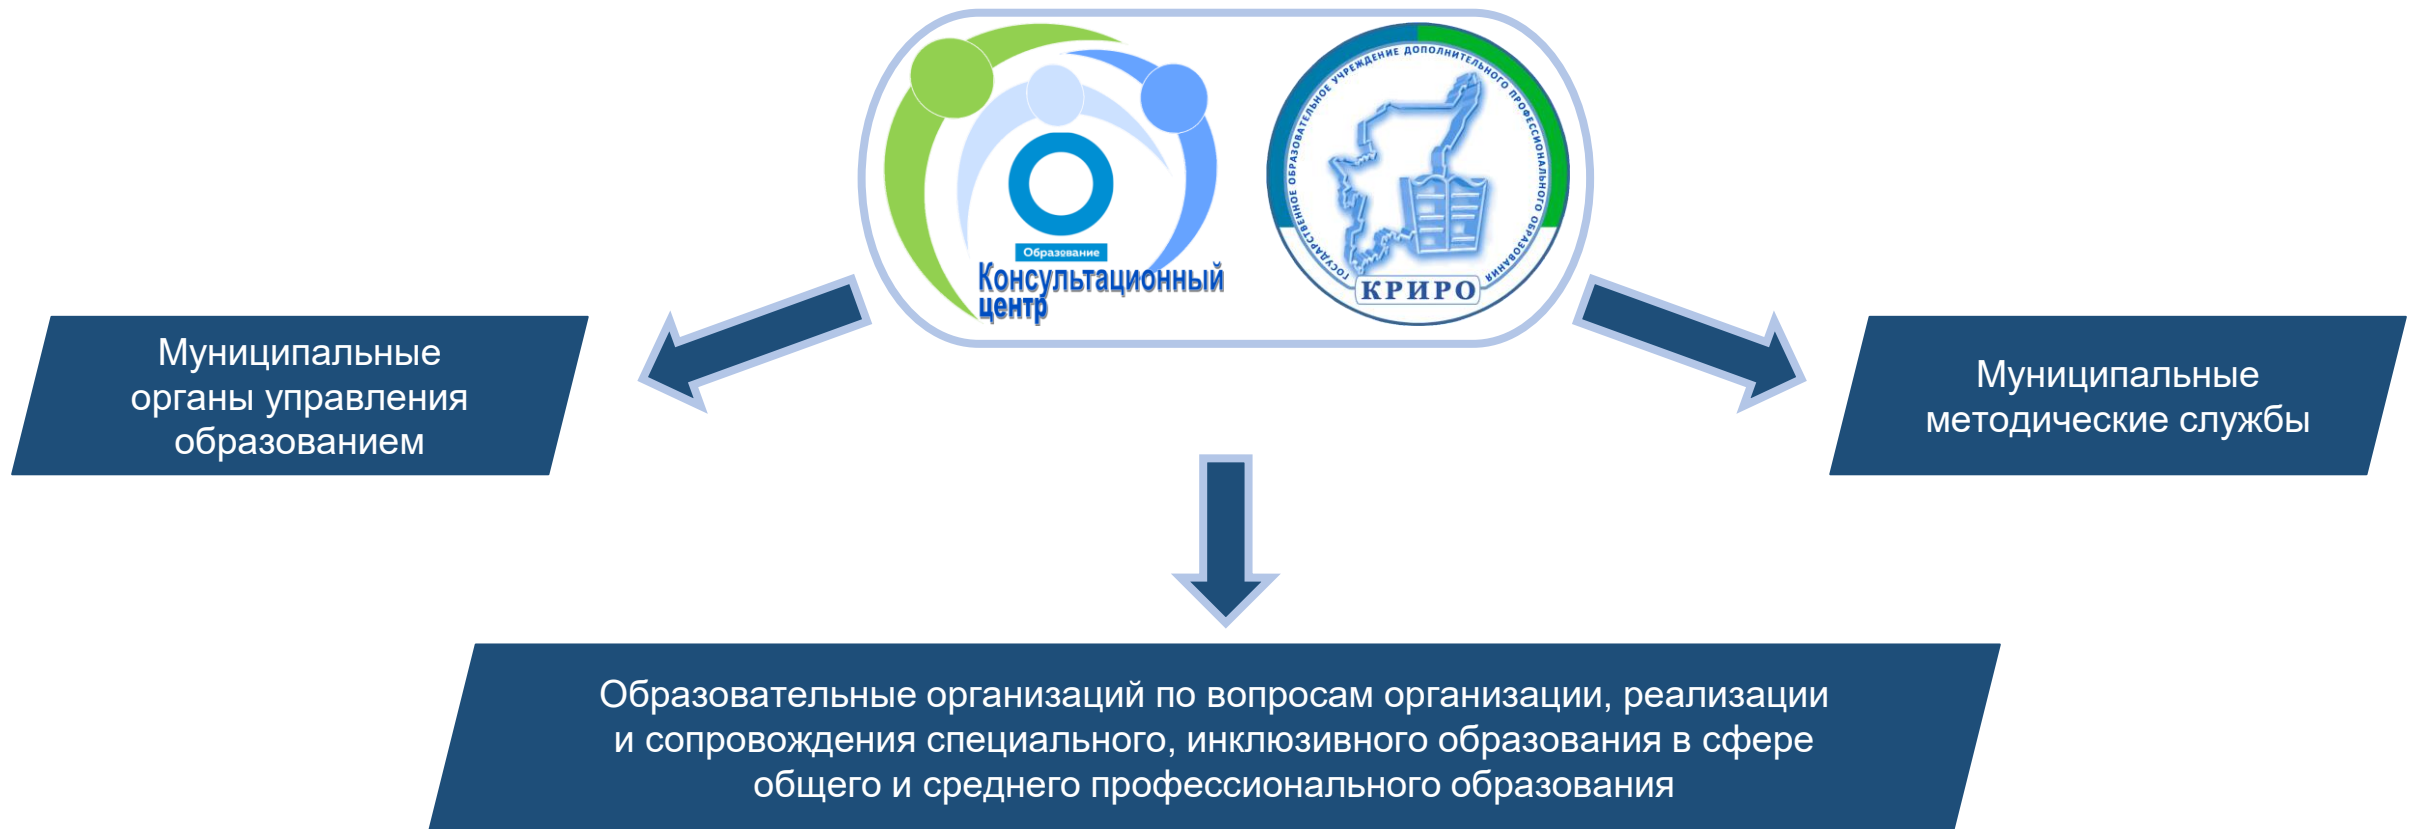 ГОСУДАРСТВЕННОЕ ОБРАЗОВАТЕЛЬНОЕ УЧРЕЖДЕНИЕ ДОПОЛНИТЕЛЬНОГО ПРОФЕССИОНАЛЬНОГО ОБРАЗОВАНИЯ
КРИРО
Образование
Консультационный
центр
Муниципальные
органы управления
образованием
Муниципальные
методические службы
Образовательные организаций по вопросам организации, реализации
и сопровождения специального, инклюзивного образования в сфере
общего и среднего профессионального образования